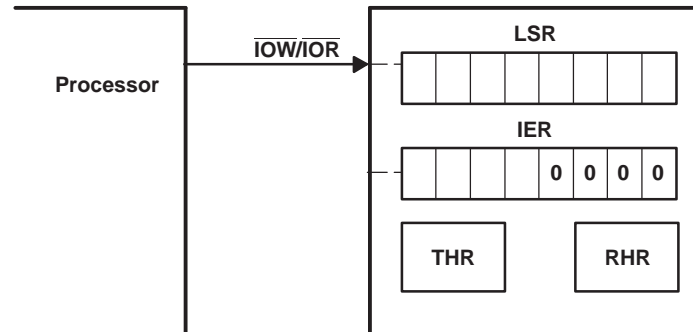 LSR
IOW/IOR
Processor
IER
0 0 0 0
THR RHR